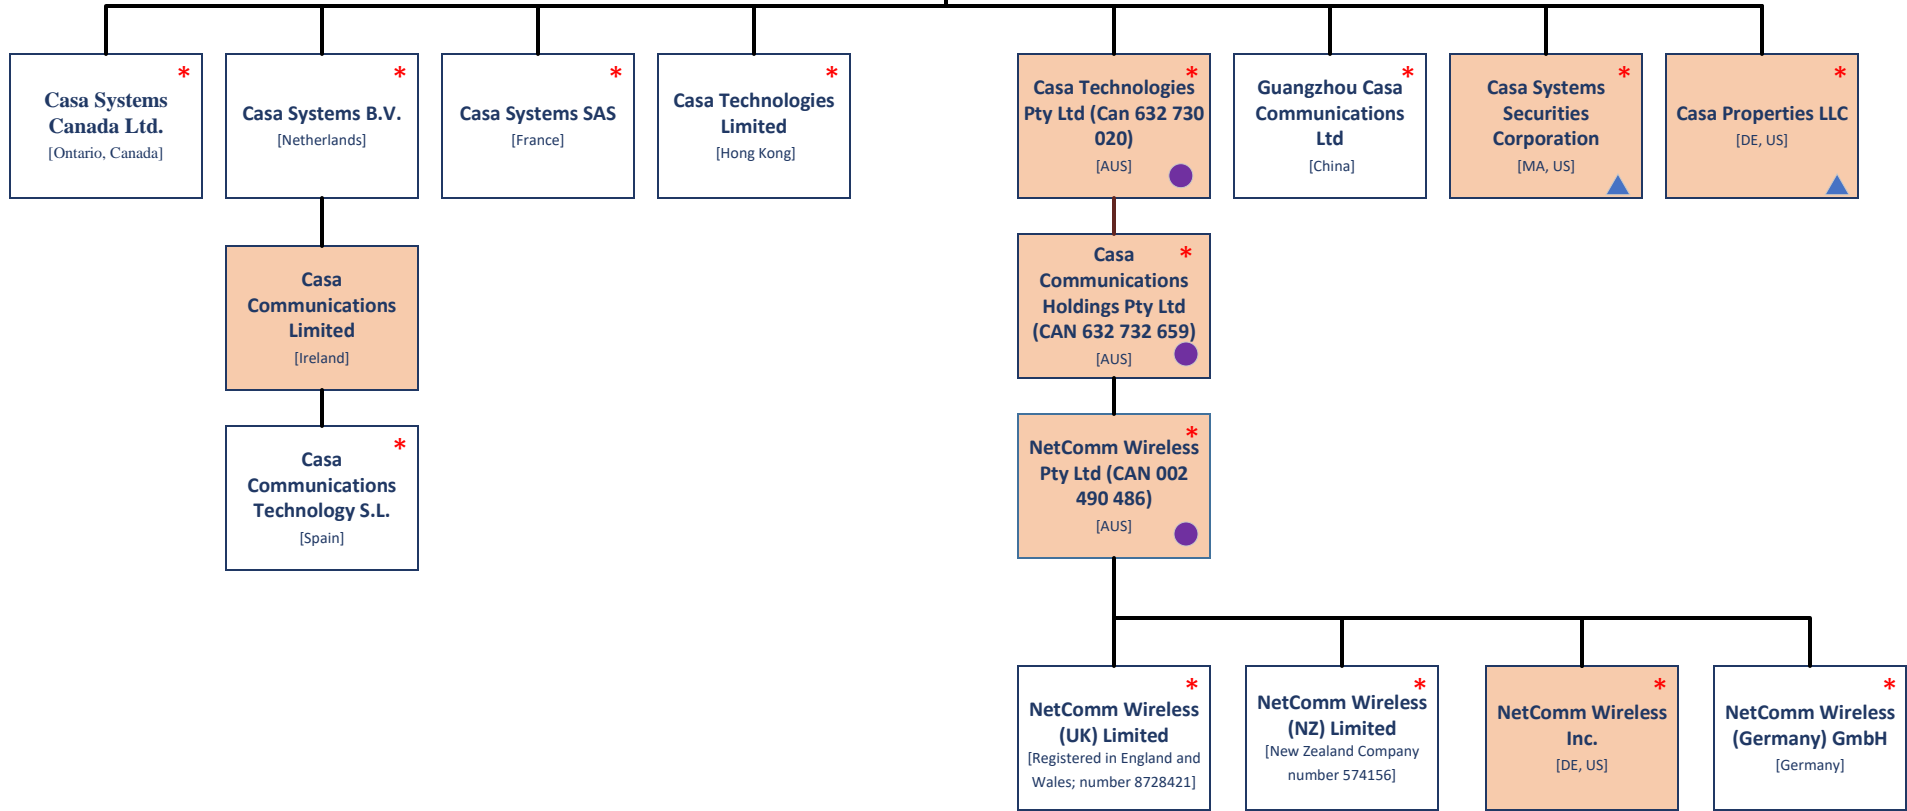 *
Casa Systems
Canada Ltd.
[Ontario, Canada]
*
Casa Systems B.V.
[Netherlands]
*
Casa Systems SAS
[France]
*
Casa Technologies
Limited
[Hong Kong]
*
Casa Technologies
Pty Ltd (Can 632 730
020)
[AUS]
*
Guangzhou Casa
Communications
Ltd
[China]
*
Casa Systems
Securities
Corporation
[MA, US]
*
Casa Properties LLC
[DE, US]
Casa
Communications
Limited
[Ireland]
*
Casa
Communications
Holdings Pty Ltd
(CAN 632 732 659)
[AUS]
*
Casa
Communications
Technology S.L.
[Spain]
*
NetComm Wireless
Pty Ltd (CAN 002
490 486)
[AUS]
*
NetComm Wireless
(UK) Limited
[Registered in England and
Wales; number 8728421]
*
NetComm Wireless
(NZ) Limited
[New Zealand Company
number 574156]
*
NetComm Wireless
Inc.
[DE, US]
*
NetComm Wireless
(Germany) GmbH
[Germany]